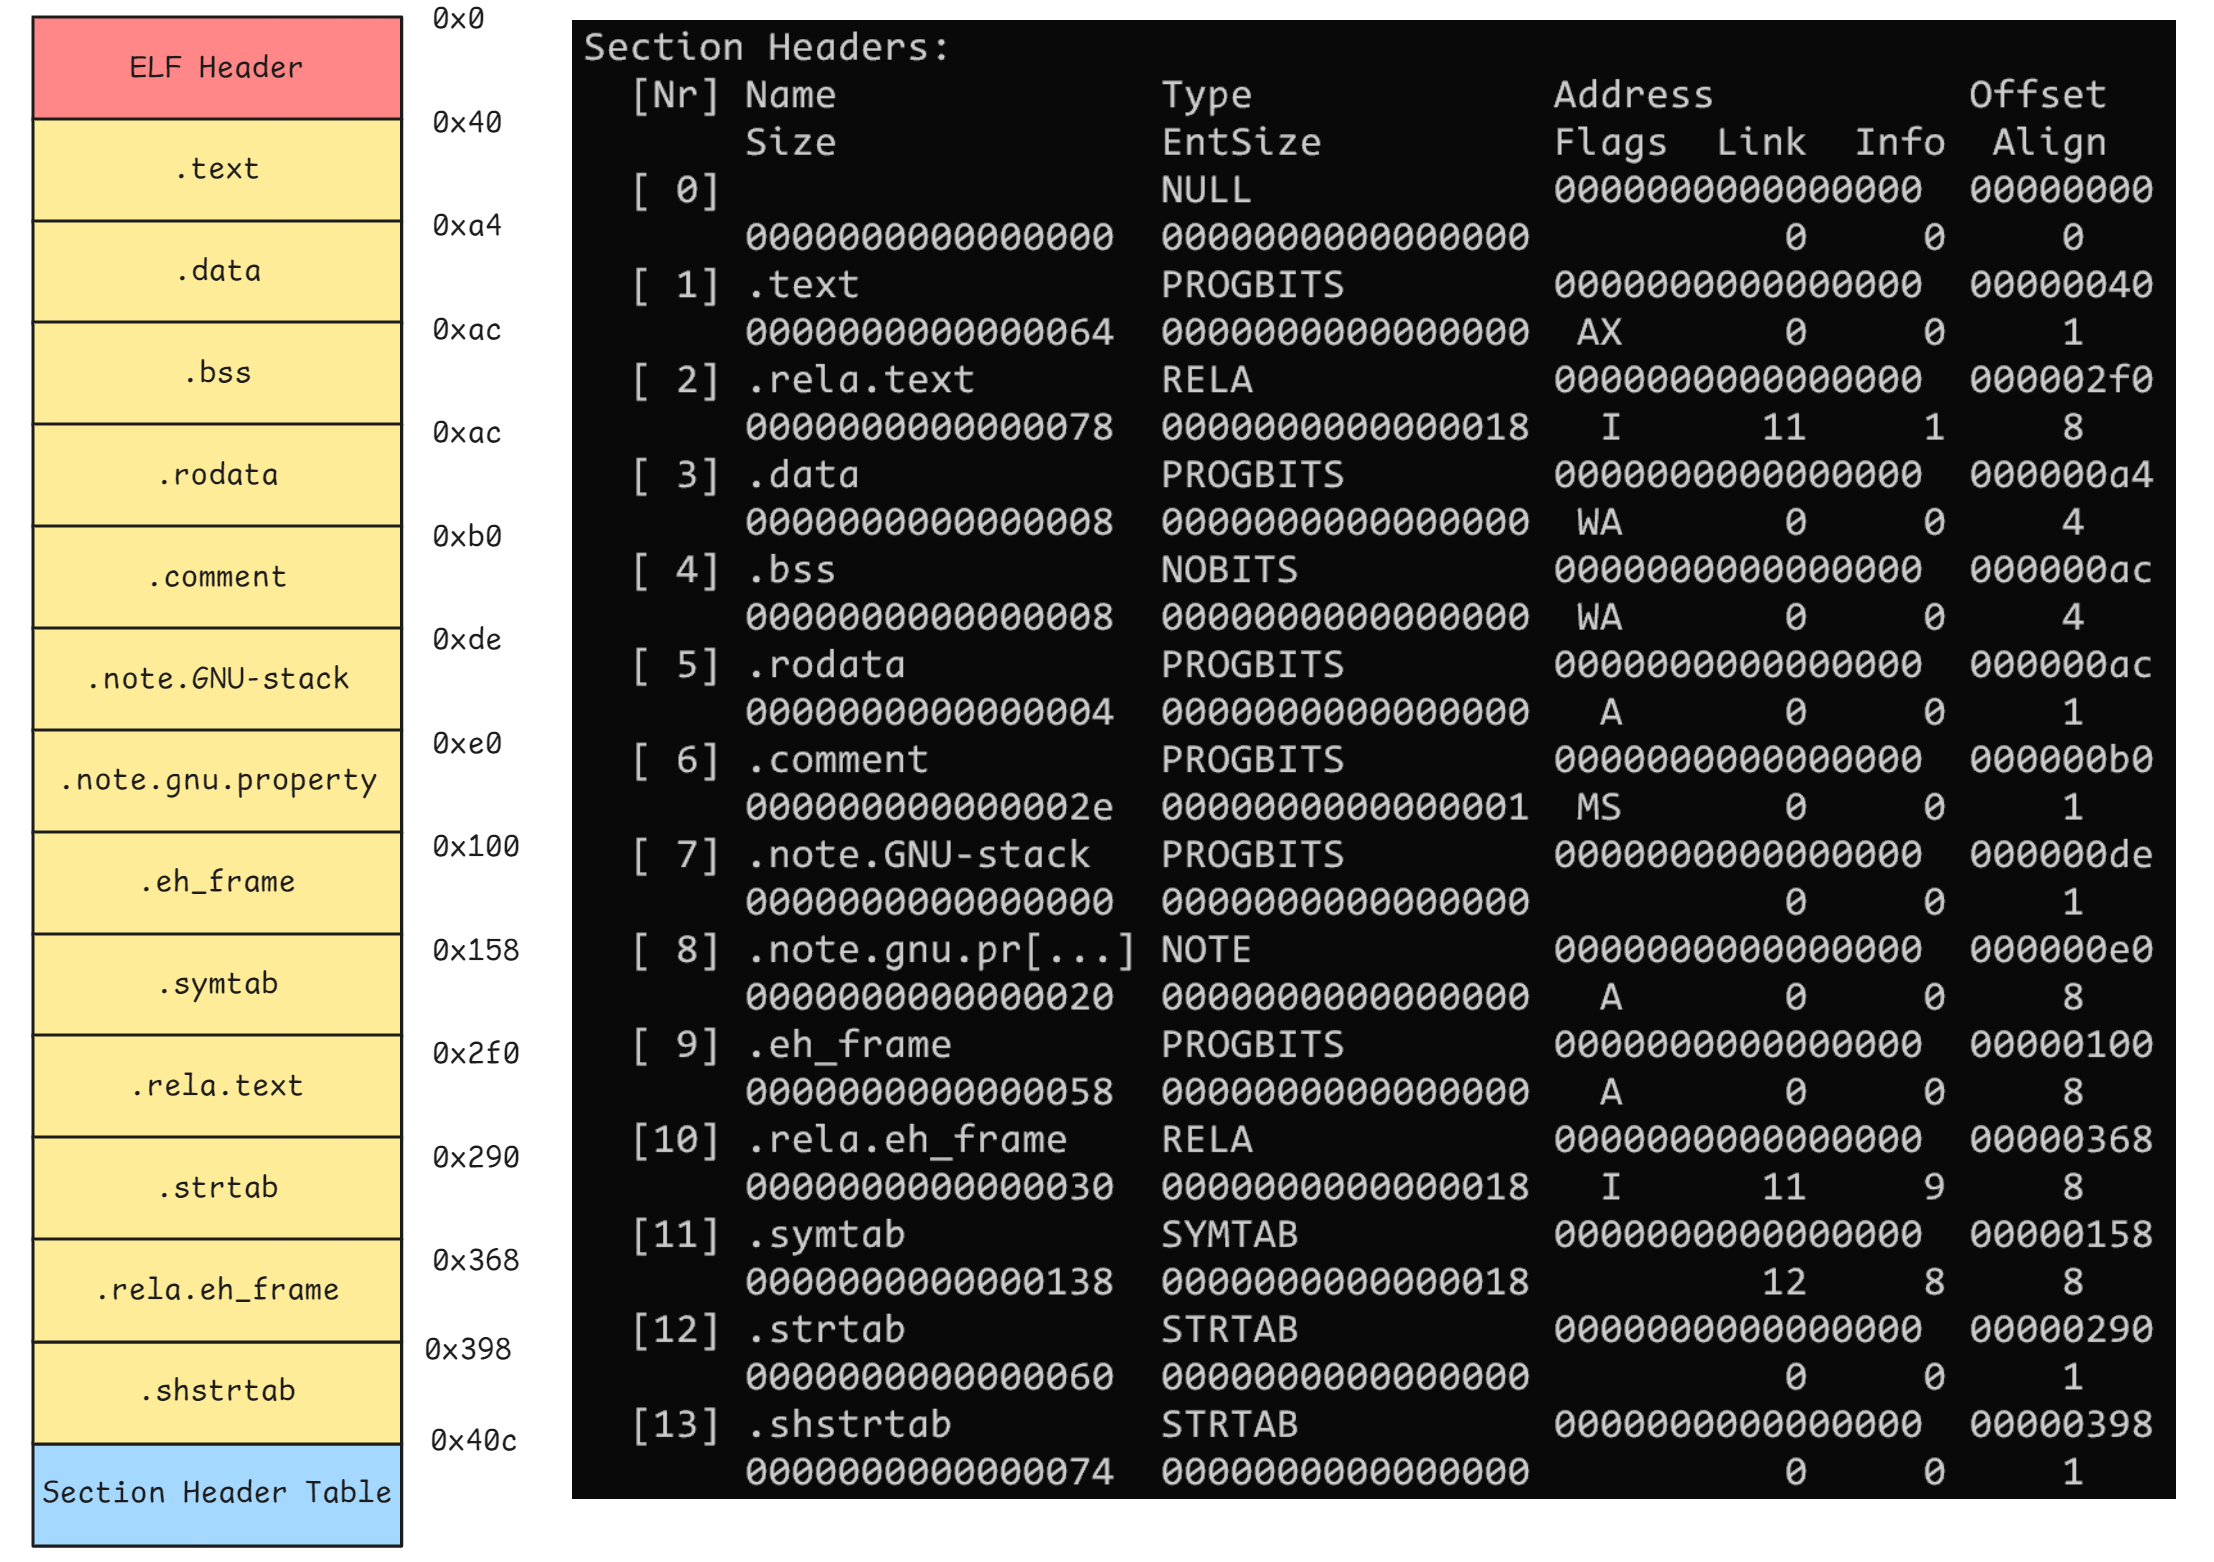 0x0
ELF Header
0x40
.text
0xa4
.data
0xac
.bss
0xac
.rodata
0xb0
.comment
0xde
.note.GNU-stack
0xe0
.note.gnu.property
0x100
.eh_frame
0x158
.symtab
0x2f0
.rela.text
0x290
.strtab
0x368
.rela.eh_frame
0x398
.shstrtab
0x40c
Section Header Table
Section Headers:
[Nr] Name Type Address Offset
Size EntSize Flags Link Info Align
[ 0] NULL 0000000000000000 00000000
0000000000000000 0000000000000000 0 0 0
[ 1] .text PROGBITS 0000000000000000 00000040
0000000000000064 0000000000000000 AX 0 0 1
[ 2] .rela.text RELA 0000000000000000 000002f0
0000000000000078 0000000000000018 I 11 1 8
[ 3] .data PROGBITS 0000000000000000 000000a4
0000000000000008 0000000000000000 WA 0 0 4
[ 4] .bss NOBITS 0000000000000000 000000ac
0000000000000008 0000000000000000 WA 0 0 4
[ 5] .rodata PROGBITS 0000000000000000 000000ac
0000000000000004 0000000000000000 A 0 0 1
[ 6] .comment PROGBITS 0000000000000000 000000b0
000000000000002e 0000000000000001 MS 0 0 1
[ 7] .note.GNU-stack PROGBITS 0000000000000000 000000de
0000000000000000 0000000000000000 0 0 1
[ 8] .note.gnu.pr[...] NOTE 0000000000000000 000000e0
0000000000000020 0000000000000000 A 0 0 8
[ 9] .eh_frame PROGBITS 0000000000000000 00000100
0000000000000058 0000000000000000 A 0 0 8
[10] .rela.eh_frame RELA 0000000000000000 00000368
0000000000000030 0000000000000018 I 11 9 8
[11] .symtab SYMTAB 0000000000000000 00000158
0000000000000138 0000000000000018 12 8 8
[12] .strtab STRTAB 0000000000000000 00000290
0000000000000060 0000000000000000 0 0 1
[13] .shstrtab STRTAB 0000000000000000 00000398
0000000000000074 0000000000000000 0 0 1